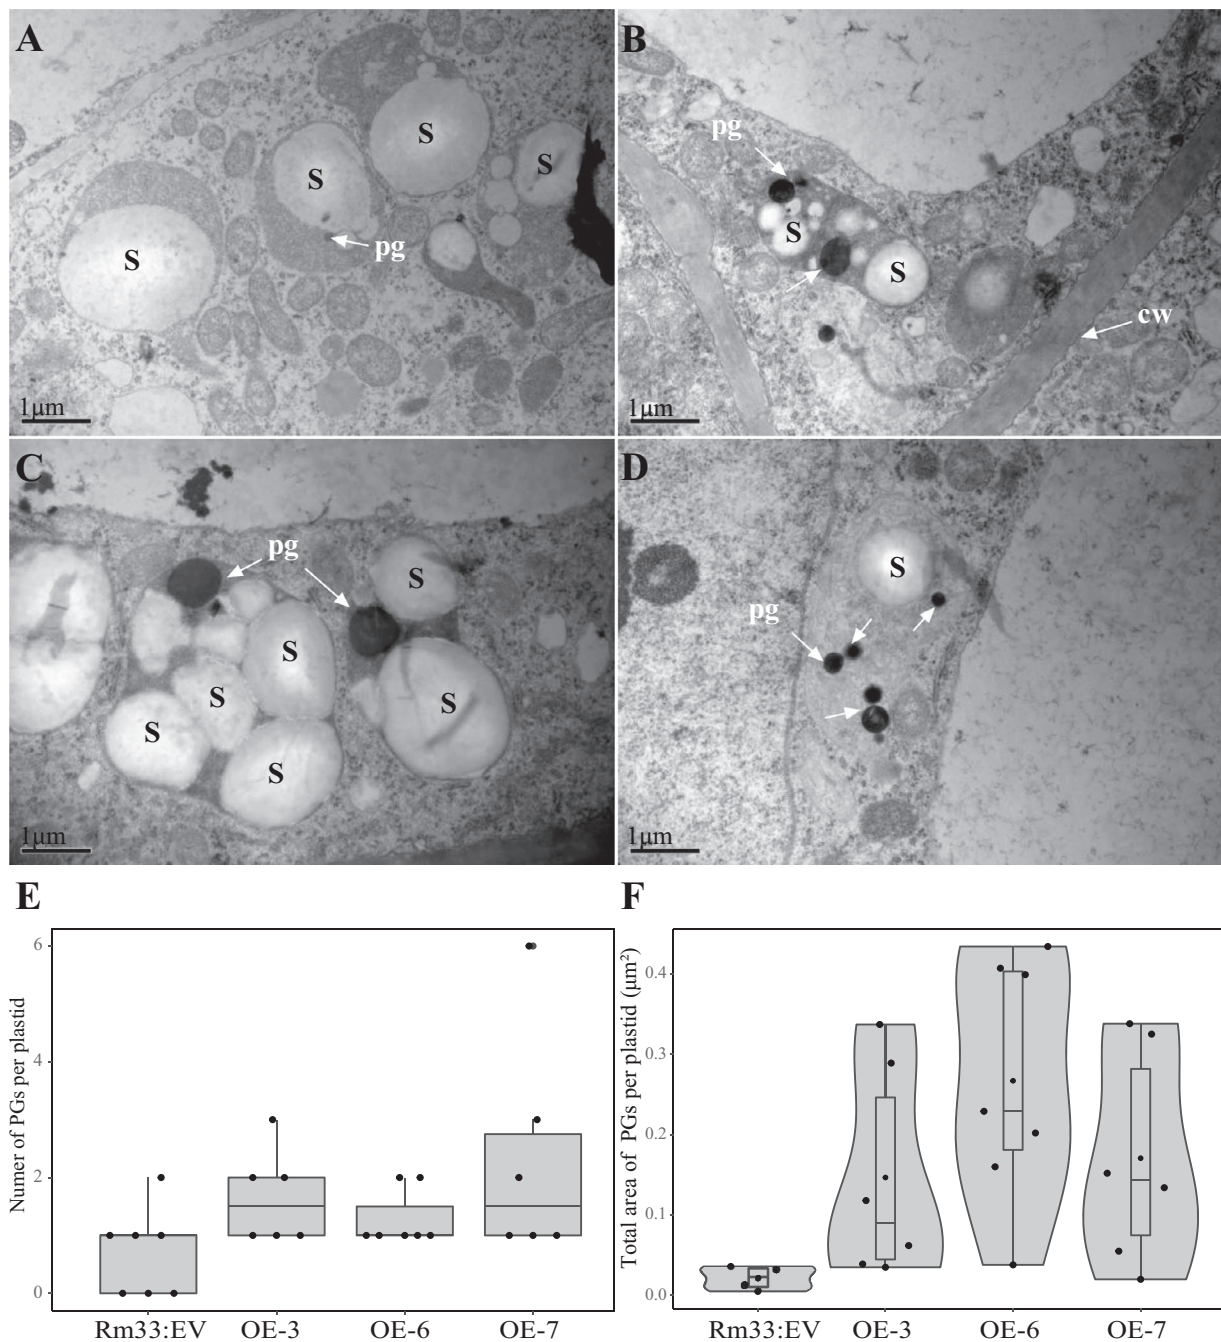 A
S
S
S
S
pg
1μm
B
pg
S
S
cw
1μm
C
pg
S
S
S
S
S
S
1μm
D
S
pg
1μm
E
Numer of PGs per plastid
6
4
2
0
Rm33:EV OE-3 OE-6 OE-7
F
Total area of PGs per plastid (μm²)
0.4
0.3
0.2
0.1
0.0
Rm33:EV OE-3 OE-6 OE-7